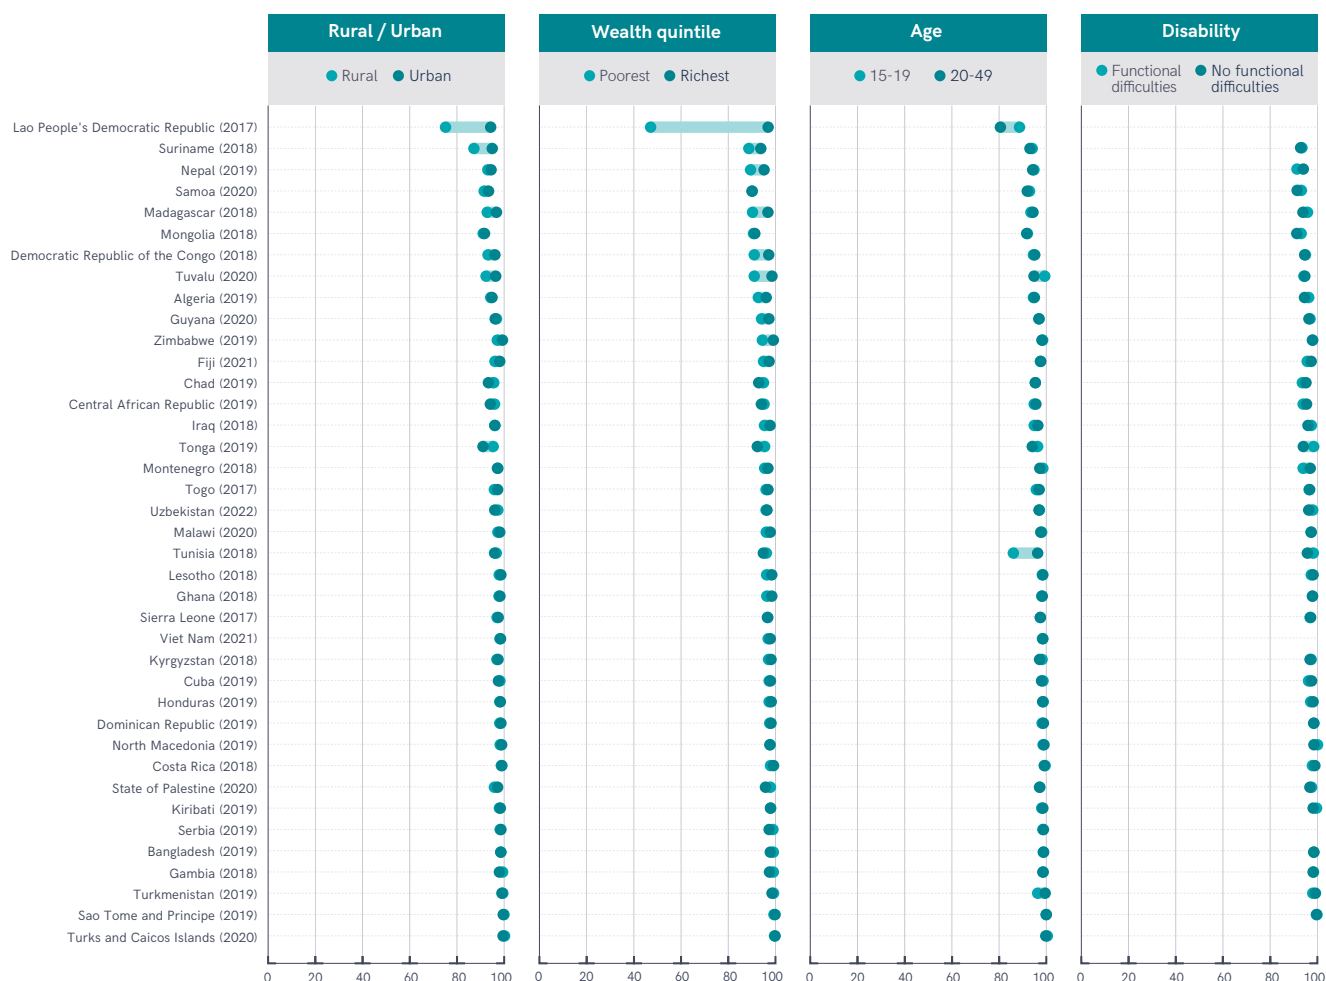 Rural / Urban
Wealth quintile
Age
Disability
Rural
Urban
Poorest
Richest
15-19
20-49
Functional
difficulties
No functional
difficulties
Lao People's Democratic Republic (2017)
Suriname (2018)
Nepal (2019)
Samoa (2020)
Madagascar (2018)
Mongolia (2018)
Democratic Republic of the Congo (2018)
Tuvalu (2020)
Algeria (2019)
Guyana (2020)
Zimbabwe (2019)
Fiji (2021)
Chad (2019)
Central African Republic (2019)
Iraq (2018)
Tonga (2019)
Montenegro (2018)
Togo (2017)
Uzbekistan (2022)
Malawi (2020)
Tunisia (2018)
Lesotho (2018)
Ghana (2018)
Sierra Leone (2017)
Viet Nam (2021)
Kyrgyzstan (2018)
Cuba (2019)
Honduras (2019)
Dominican Republic (2019)
North Macedonia (2019)
Costa Rica (2018)
State of Palestine (2020)
Kiribati (2019)
Serbia (2019)
Bangladesh (2019)
Gambia (2018)
Turkmenistan (2019)
Sao Tome and Principe (2019)
Turks and Caicos Islands (2020)
0 20 40 60 80 100
0 20 40 60 80 100
0 20 40 60 80 100
0 20 40 60 80 100